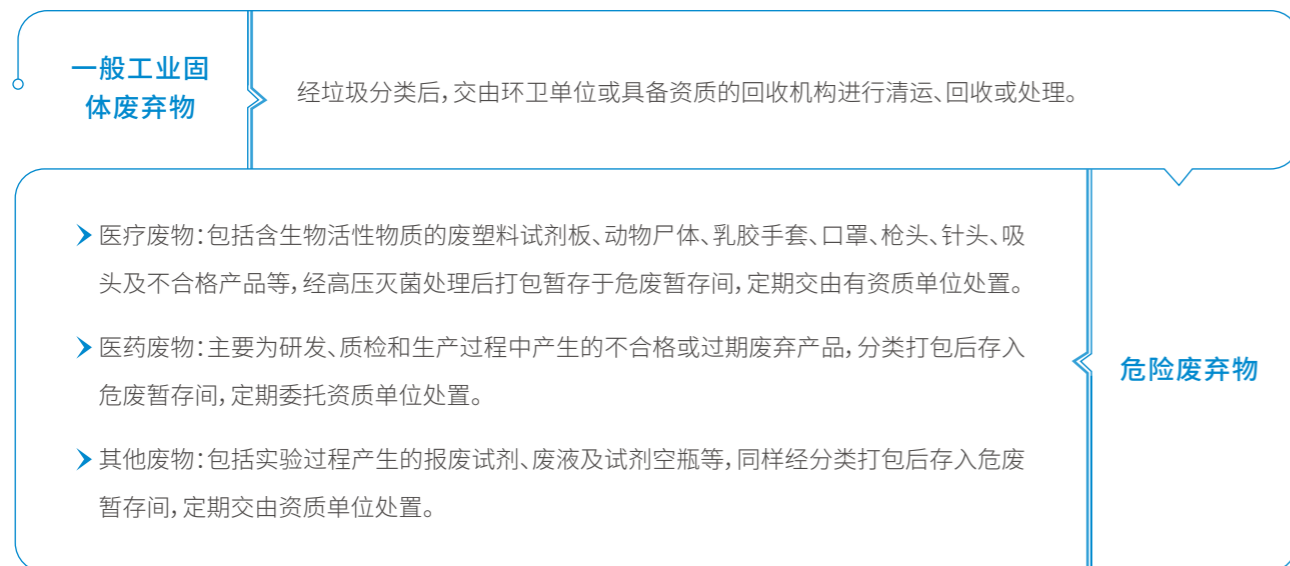 一般工业固
体废弃物
经垃圾分类后,交由环卫单位或具备资质的回收机构进行清运、回收或处理。
医疗废物:包括含生物活性物质的废塑料试剂板、动物尸体、乳胶手套、口罩、枪头、针头、吸
头及不合格产品等,经高压灭菌处理后打包暂存于危废暂存间,定期交由有资质单位处置。
医药废物:主要为研发、质检和生产过程中产生的不合格或过期废弃产品,分类打包后存入
危废暂存间,定期委托资质单位处置。
其他废物:包括实验过程产生的报废试剂、废液及试剂空瓶等,同样经分类打包后存入危废
暂存间,定期交由资质单位处置。
危险废弃物